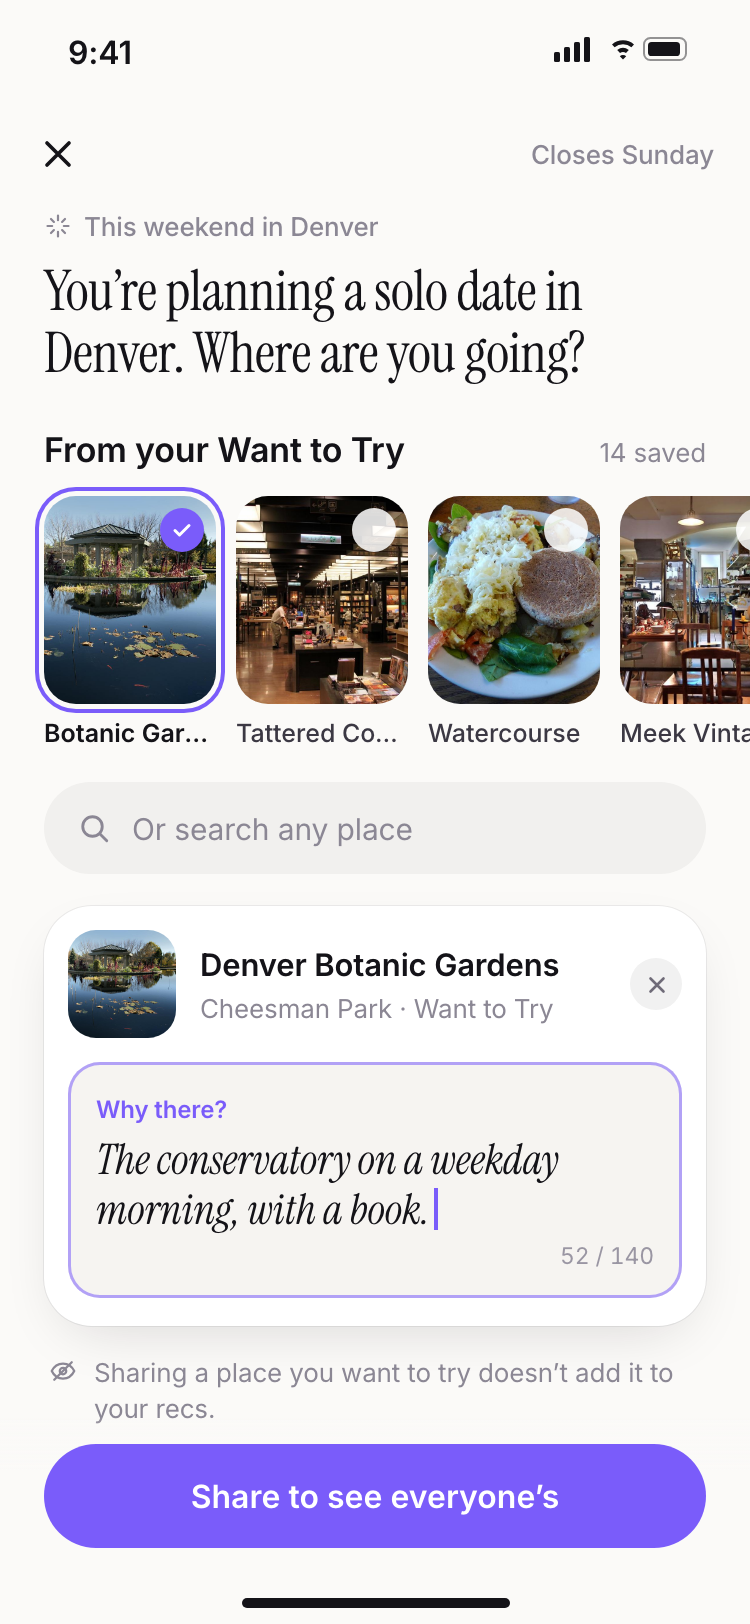 9:41
Closes Sunday
This weekend in Denver
You’re planning a solo date in
Denver. Where are you going?
From your Want to Try
14 saved
Botanic Gar...
Tattered Co...
Watercourse
Meek Vinta
Or search any place
Denver Botanic Gardens
Cheesman Park · Want to Try
Why there?
The conservatory on a weekday
morning, with a book.
52 / 140
Sharing a place you want to try doesn’t add it to
your recs.
Share to see everyone’s